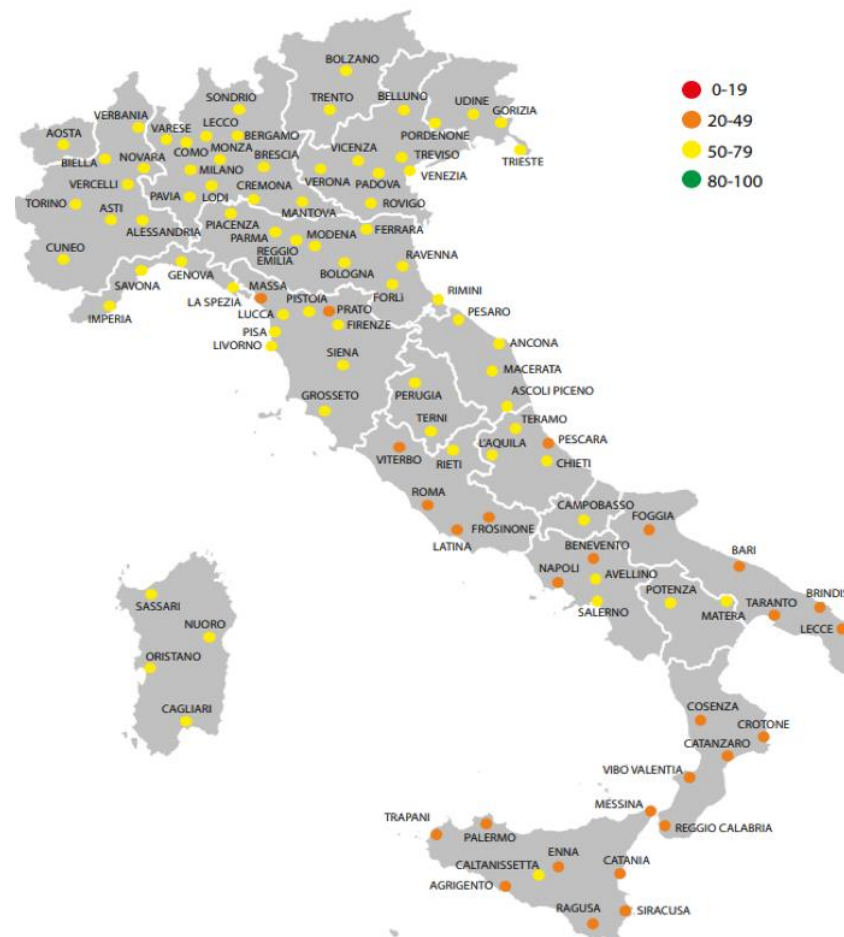 BOLZANO
0-19
20-49
50-79
80-100
SONDRIO
TRENTO
BELLUNO
UDINE
GORIZIA
VERBANIA
VARESE
LECCO
BERGAMO
PORDENONE
AOSTA
COMO
MONZA
VICENZA
TREVISO
TRIESTE
BIELLA
NOVARA
MILANO
BRESCIA
VERONA
PADOVA
VENEZIA
VERCELLI
PAVIA
LODI
CREMONA
MANTOVA
ROVIGO
TORINO
ASTI
ALESSANDRIA
PIACENZA
PARMA
MODENA
FERRARA
CUNEO
REGGIO
EMILIA
BOLOGNA
RAVENNA
GENOVA
SAVONA
MASSA
LA SPEZIA
PISTOIA
FORLì
RIMINI
IMPERIA
LUCCA
PRATO
PESARO
PISA
FIRENZE
LIVORNO
ANCONA
SIENA
MACERATA
GROSSETO
PERUGIA
ASCOLI PICENO
TERNI
TERAMO
L'AQUILA
PESCARA
VITERBO
RIETI
CHIETI
ROMA
CAMPOBASSO
FROSINONE
FOGGIA
LATINA
BENEVENTO
BARI
NAPOLI
AVELLINO
POTENZA
BRINDIS
SALERNO
MATERA
TARANTO
LECCE
SASSARI
NUORO
ORISTANO
CAGLIARI
COSENZA
CROTONE
CATANZARO
VIBO VALENTIA
MESSINA
TRAPANI
PALERMO
REGGIO CALABRIA
ENNA
CALTANISSETTA
CATANIA
AGRIGENTO
RAGUSA
SIRACUSA